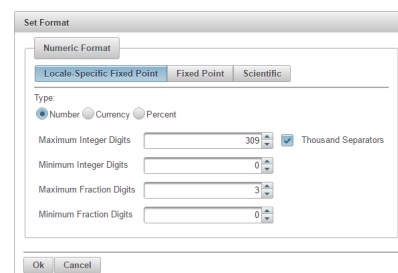 Set Format
Numeric Format
Locale-Specific Fixed Point Fixed Point Scientific
Type:
Number Currency Percent
Maximum Integer Digits 309 Thousand Separators
Minimum Integer Digits 0
Maximum Fraction Digits 3
Minimum Fraction Digits 0
Ok Cancel